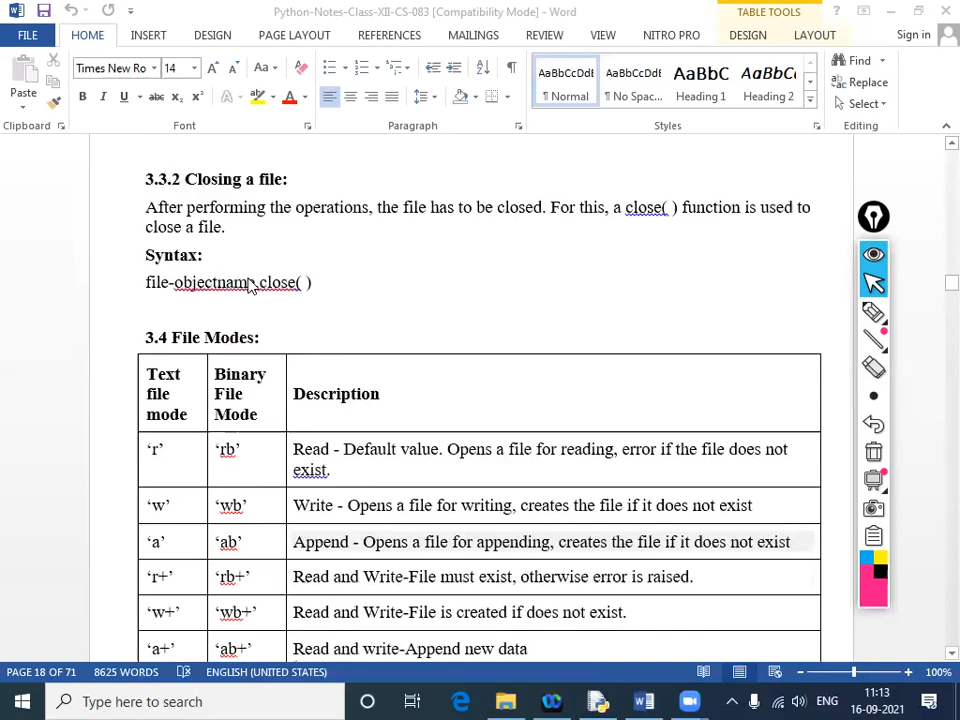 Python-Notes-Class-XII-CS-083 [Compatibility Mode] - Word
TABLE TOOLS
?
FILE HOME INSERT DESIGN PAGE LAYOUT REFERENCES MAILINGS REVIEW VIEW NITRO PRO DESIGN LAYOUT Sign in
Paste
Times New Ro 14
Aa
B I U abc x₂ x²
AaBbCcDdE AaBbCcDdE AaBbC AaBbCc
¶ Normal ¶ No Spac... Heading 1 Heading 2
Find
Replace
Select
Clipboard Font Paragraph Styles Editing
3.3.2 Closing a file:
After performing the operations, the file has to be closed. For this, a close( ) function is used to
close a file.
Syntax:
file-objectnam close( )
3.4 File Modes:
Text file mode
Binary File Mode
Description
‘r’ ‘rb’ Read - Default value. Opens a file for reading, error if the file does not
exist.
‘w’ ‘wb’ Write - Opens a file for writing, creates the file if it does not exist
‘a’ ‘ab’ Append - Opens a file for appending, creates the file if it does not exist
‘r+’ ‘rb+’ Read and Write-File must exist, otherwise error is raised.
‘w+’ ‘wb+’ Read and Write-File is created if does not exist.
‘a+’ ‘ab+’ Read and write-Append new data
PAGE 18 OF 71 8625 WORDS ENGLISH (UNITED STATES) 100%
Type here to search
ENG
11:13
16-09-2021